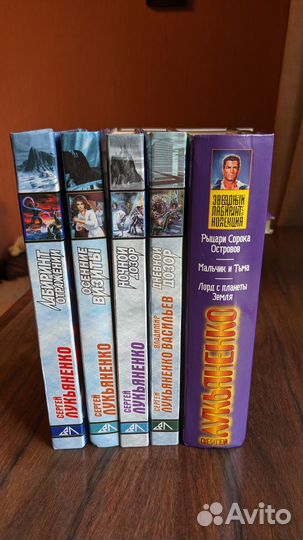 ЛАБИРИНТ
ОТРАЖЕНИЙ
СЕРГЕЙ
ЛУКЬЯНЕНКО
ОСЕННИЕ
ВИЗИТЫ
СЕРГЕЙ
ЛУКЬЯНЕНКО
НОЧНОЙ
ДОЗОР
СЕРГЕЙ
ЛУКЬЯНЕНКО
ДНЕВНОЙ
ДОЗОР
СЕРГЕЙ ВЛАДИМИР
ЛУКЬЯНЕНКО ВАСИЛЬЕВ
ЗВЕЗДНЫЙ
ЛАБИРИНТ:
КОЛЛЕКЦИЯ
Рыцари Сорока
Островов
Мальчик и Тьма
Лорд с планеты
Земля
СЕРГЕЙ
ЛУКЬЯНЕНКО
Avito